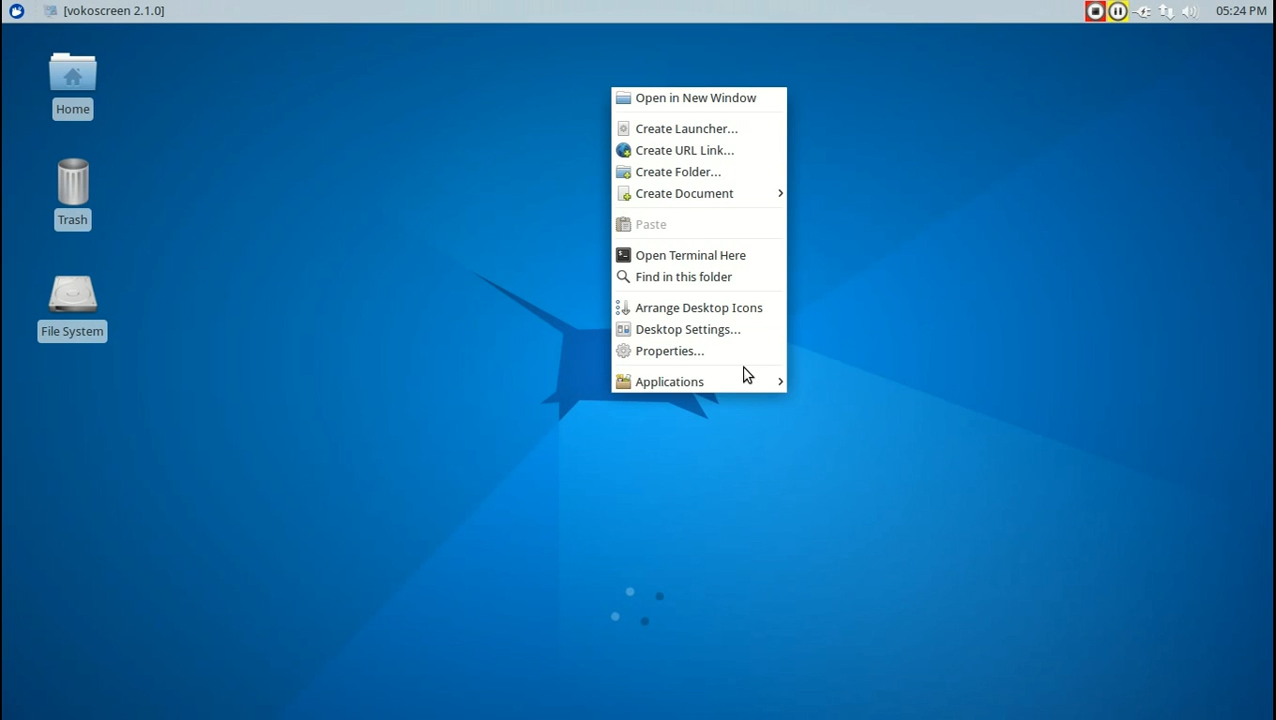 [vokoscreen 2.1.0]
05:24 PM
Home
Trash
File System
Open in New Window
Create Launcher...
Create URL Link...
Create Folder...
Create Document
Paste
Open Terminal Here
Find in this folder
Arrange Desktop Icons
Desktop Settings...
Properties...
Applications